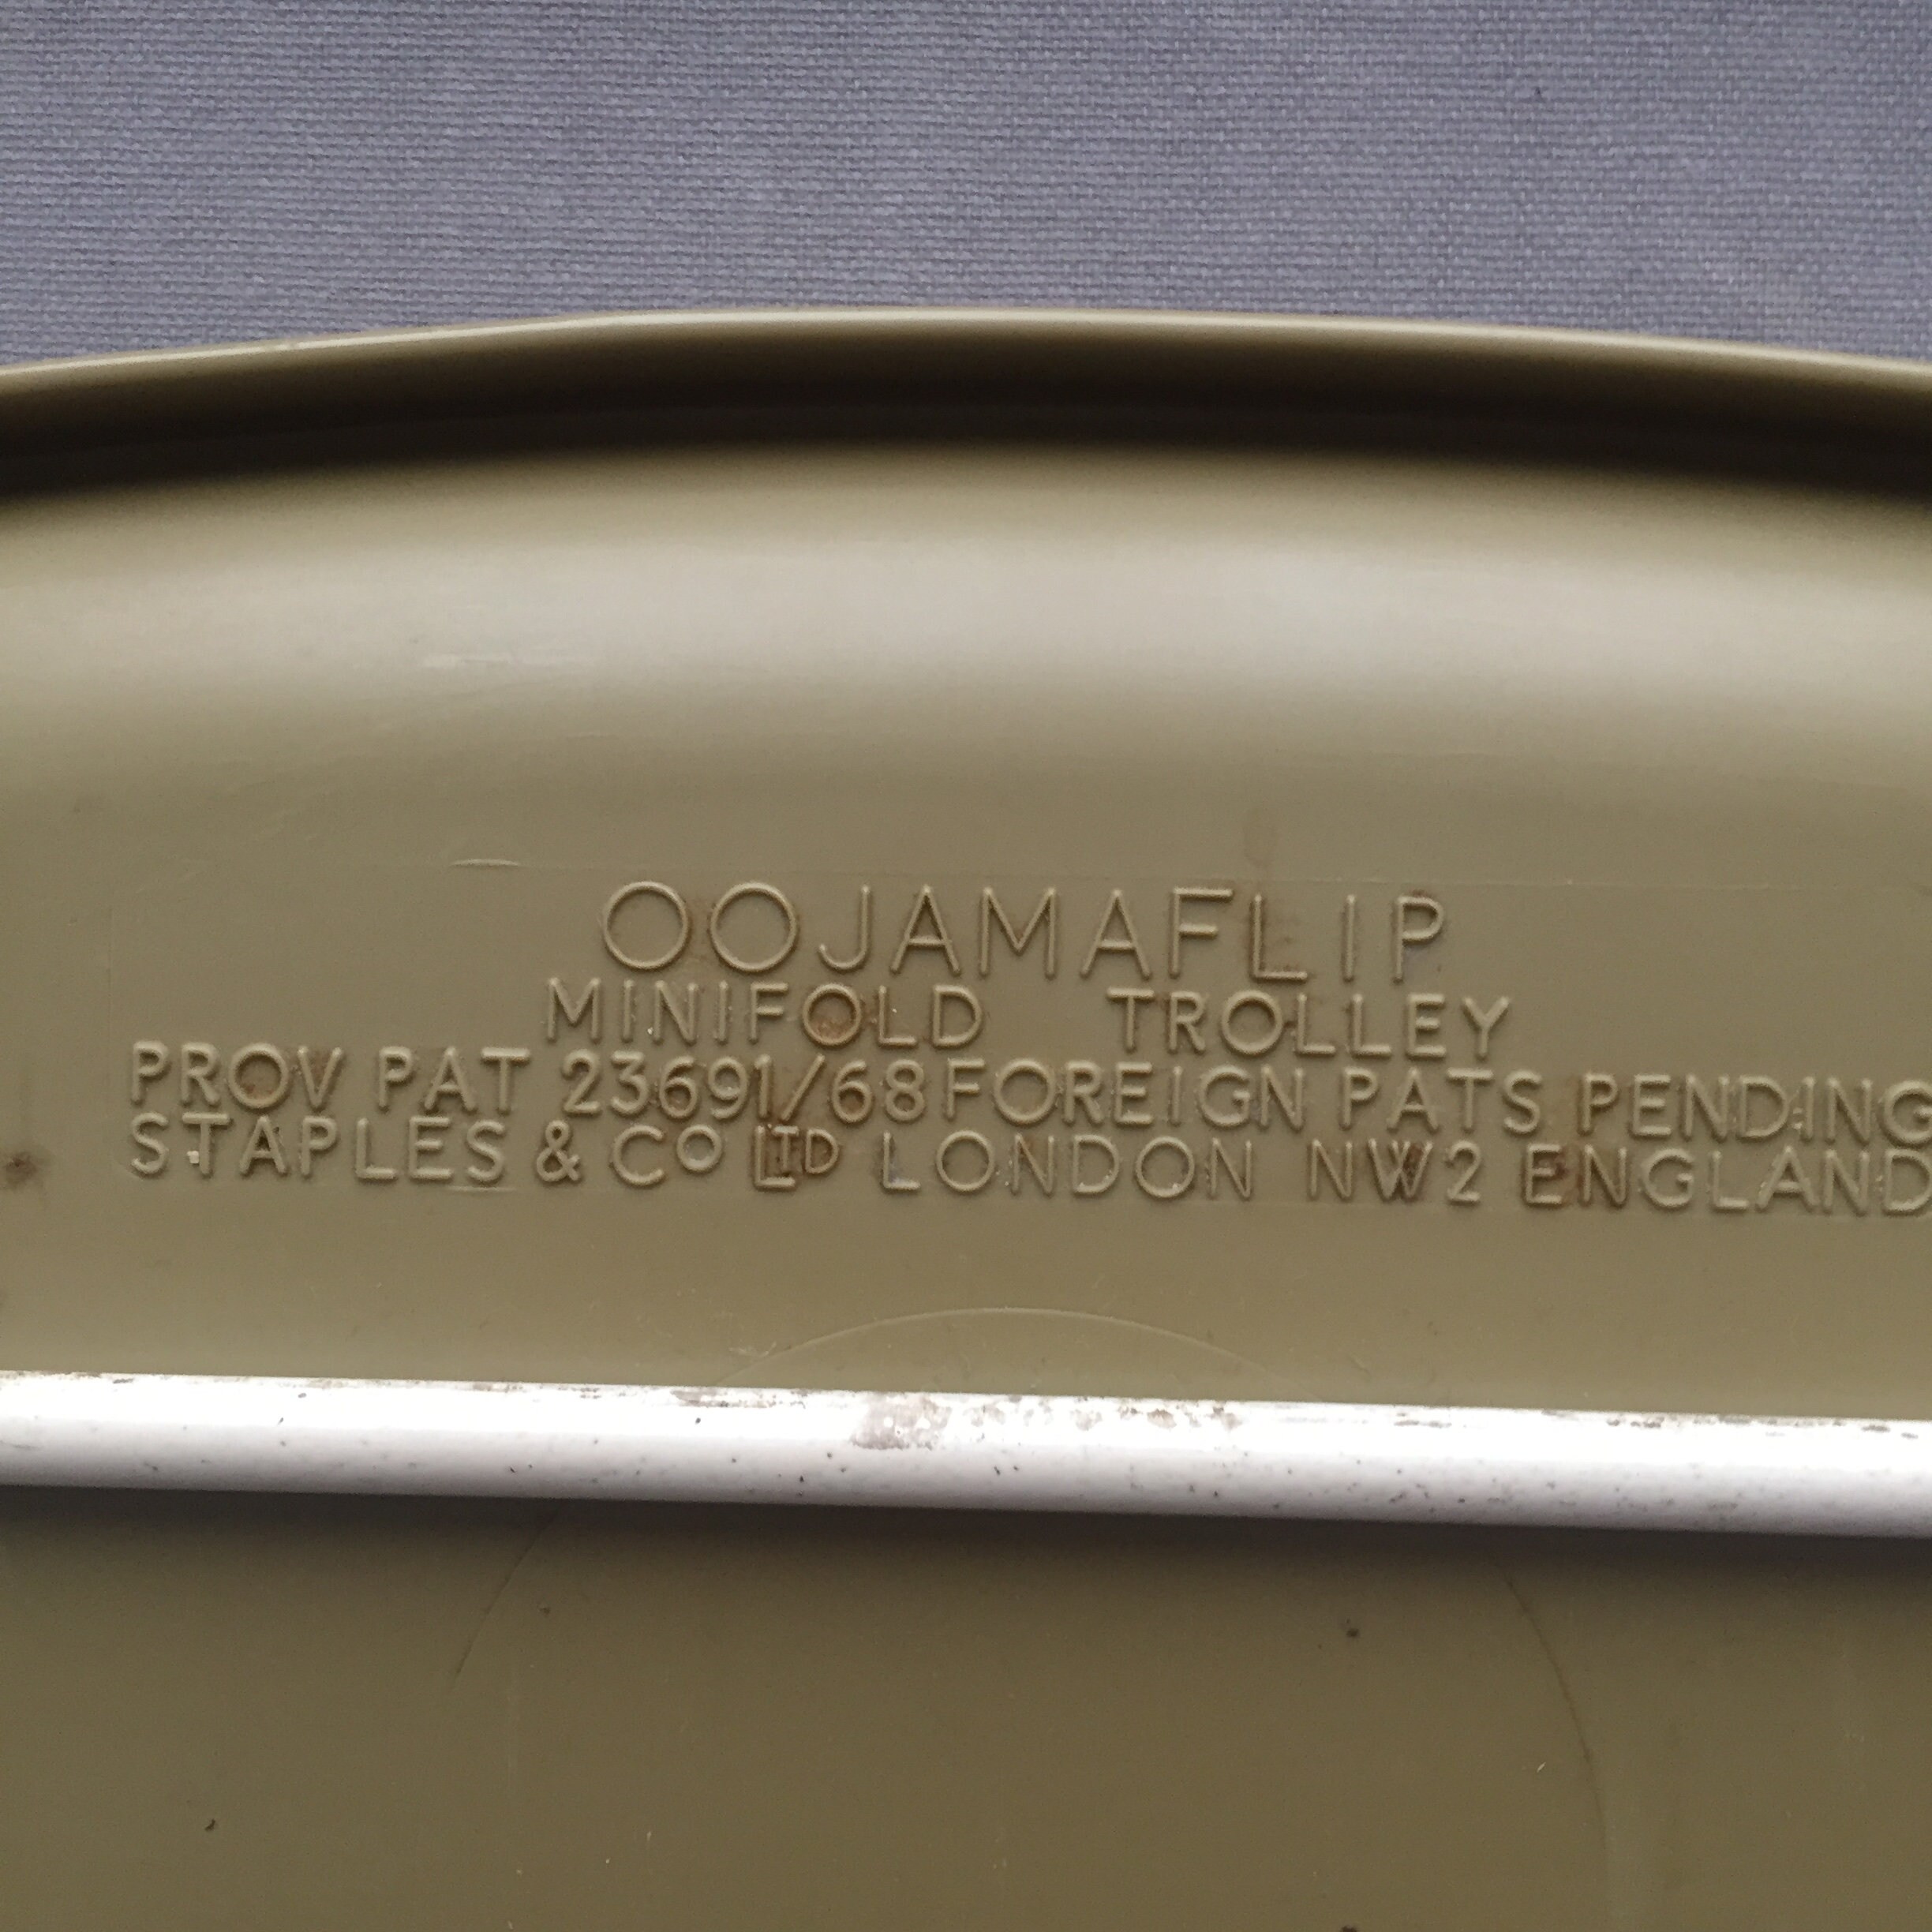 OOJAMAFLIP
MINIFOLD TROLLEY
PROV PAT 23691/68 FOREIGN PATS PENDING
STAPLES & Co LTD LONDON NW2 ENGLAND